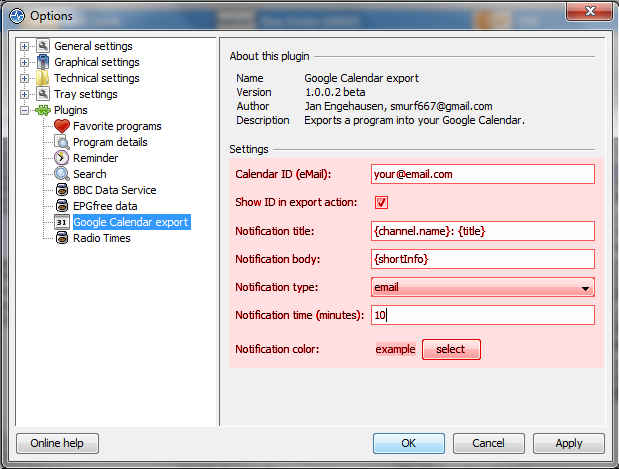 Options
General settings
Graphical settings
Technical settings
Tray settings
Plugins
Favorite programs
Program details
Reminder
Search
BBC Data Service
EPGfree data
31 Google Calendar export
Radio Times
About this plugin
Name Google Calendar export
Version 1.0.0.2 beta
Author Jan Engehausen, smurf667@gmail.com
Description Exports a program into your Google Calendar.
Settings
Calendar ID (eMail): your@email.com
Show ID in export action:
Notification title: {channel.name}: {title}
Notification body: {shortInfo}
Notification type: email
Notification time (minutes): 10
Notification color: example select
Online help OK Cancel Apply